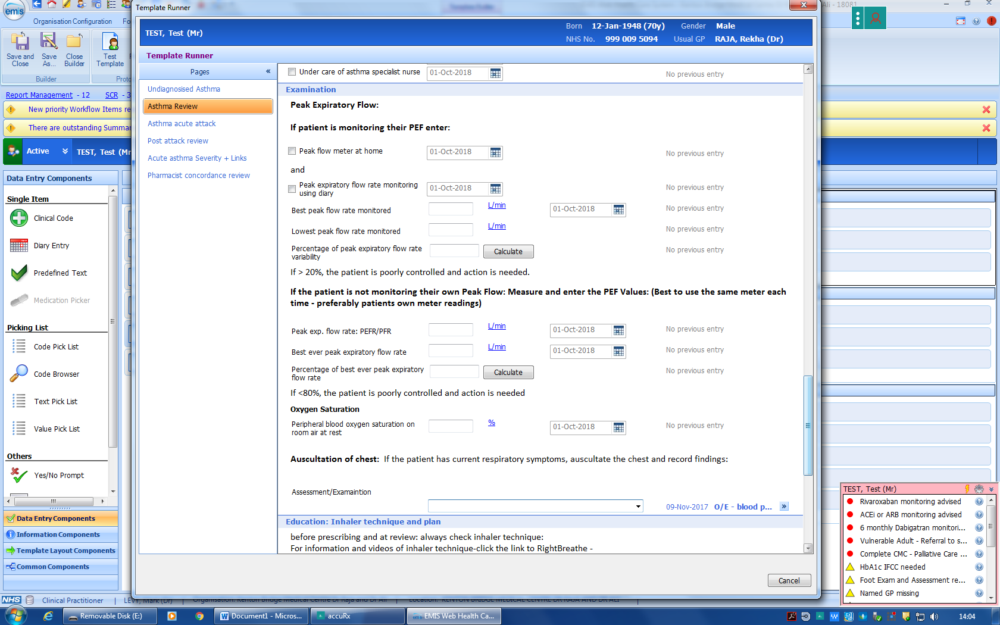 emis
Template Runner
Ali - 18081
Organisation Configuration
Save and Close
Save As...
Close Builder
Test Template
Builder
Report Management - 12
SCR - 3
New priority Workflow Items re
There are outstanding Summar
Active
TEST, Test (Mr
TEST, Test (Mr)
Born 12-Jan-1948 (70y)
Gender Male
NHS No. 999 009 5094
Usual GP RAJA, Rekha (Dr)
Template Runner
Pages «
Undiagnosised Asthma
Asthma Review
Asthma acute attack
Post attack review
Acute asthma Severity + Links
Pharmacist concordance review
Data Entry Components
Single Item
Clinical Code
Diary Entry
Predefined Text
Medication Picker
Picking List
Code Pick List
Code Browser
Text Pick List
Value Pick List
Others
Yes/No Prompt
Data Entry Components
Information Components
Template Layout Components
Common Components
Under care of asthma specialist nurse 01-Oct-2018 No previous entry
Examination
Peak Expiratory Flow:
If patient is monitoring their PEF enter:
Peak flow meter at home 01-Oct-2018 No previous entry
and
Peak expiratory flow rate monitoring using diary 01-Oct-2018 No previous entry
Best peak flow rate monitored L/min 01-Oct-2018 No previous entry
Lowest peak flow rate monitored L/min No previous entry
Percentage of peak expiratory flow rate variability Calculate No previous entry
If > 20%, the patient is poorly controlled and action is needed.
If the patient is not monitoring their own Peak Flow: Measure and enter the PEF Values: (Best to use the same meter each
time - preferably patients own meter readings)
Peak exp. flow rate: PEFR/PFR L/min 01-Oct-2018 No previous entry
Best ever peak expiratory flow rate L/min 01-Oct-2018 No previous entry
Percentage of best ever peak expiratory flow rate Calculate No previous entry
If <80%, the patient is poorly controlled and action is needed
Oxygen Saturation
Peripheral blood oxygen saturation on room air at rest % 01-Oct-2018 No previous entry
Auscultation of chest: If the patient has current respiratory symptoms, auscultate the chest and record findings:
Assessment/Examaintion
09-Nov-2017 O/E - blood p... »
Education: Inhaler technique and plan
before prescribing and at review: always check inhaler technique:
For information and videos of inhaler technique-click the link to RightBreathe -
Cancel
TEST, Test (Mr)
Rivaroxaban monitoring advised
ACEi or ARB monitoring advised
6 monthly Dabigatran monitori...
Vulnerable Adult - Referral to s...
Complete CMC - Palliative Care ...
HbA1c IFCC needed
Foot Exam and Assessment re...
Named GP missing
NHS
Clinical Practitioner
LEVY, Mark (Dr)
Organisation: Kenton Bridge Medical Centre Dr Raja and Dr Ali
Location: KENTON BRIDGE MEDICAL CENTRE DR RAJA AND DR ALI
Removable Disk (E:)
Document1 - Micros...
accuRx
EMIS Web Health Ca...
14:04